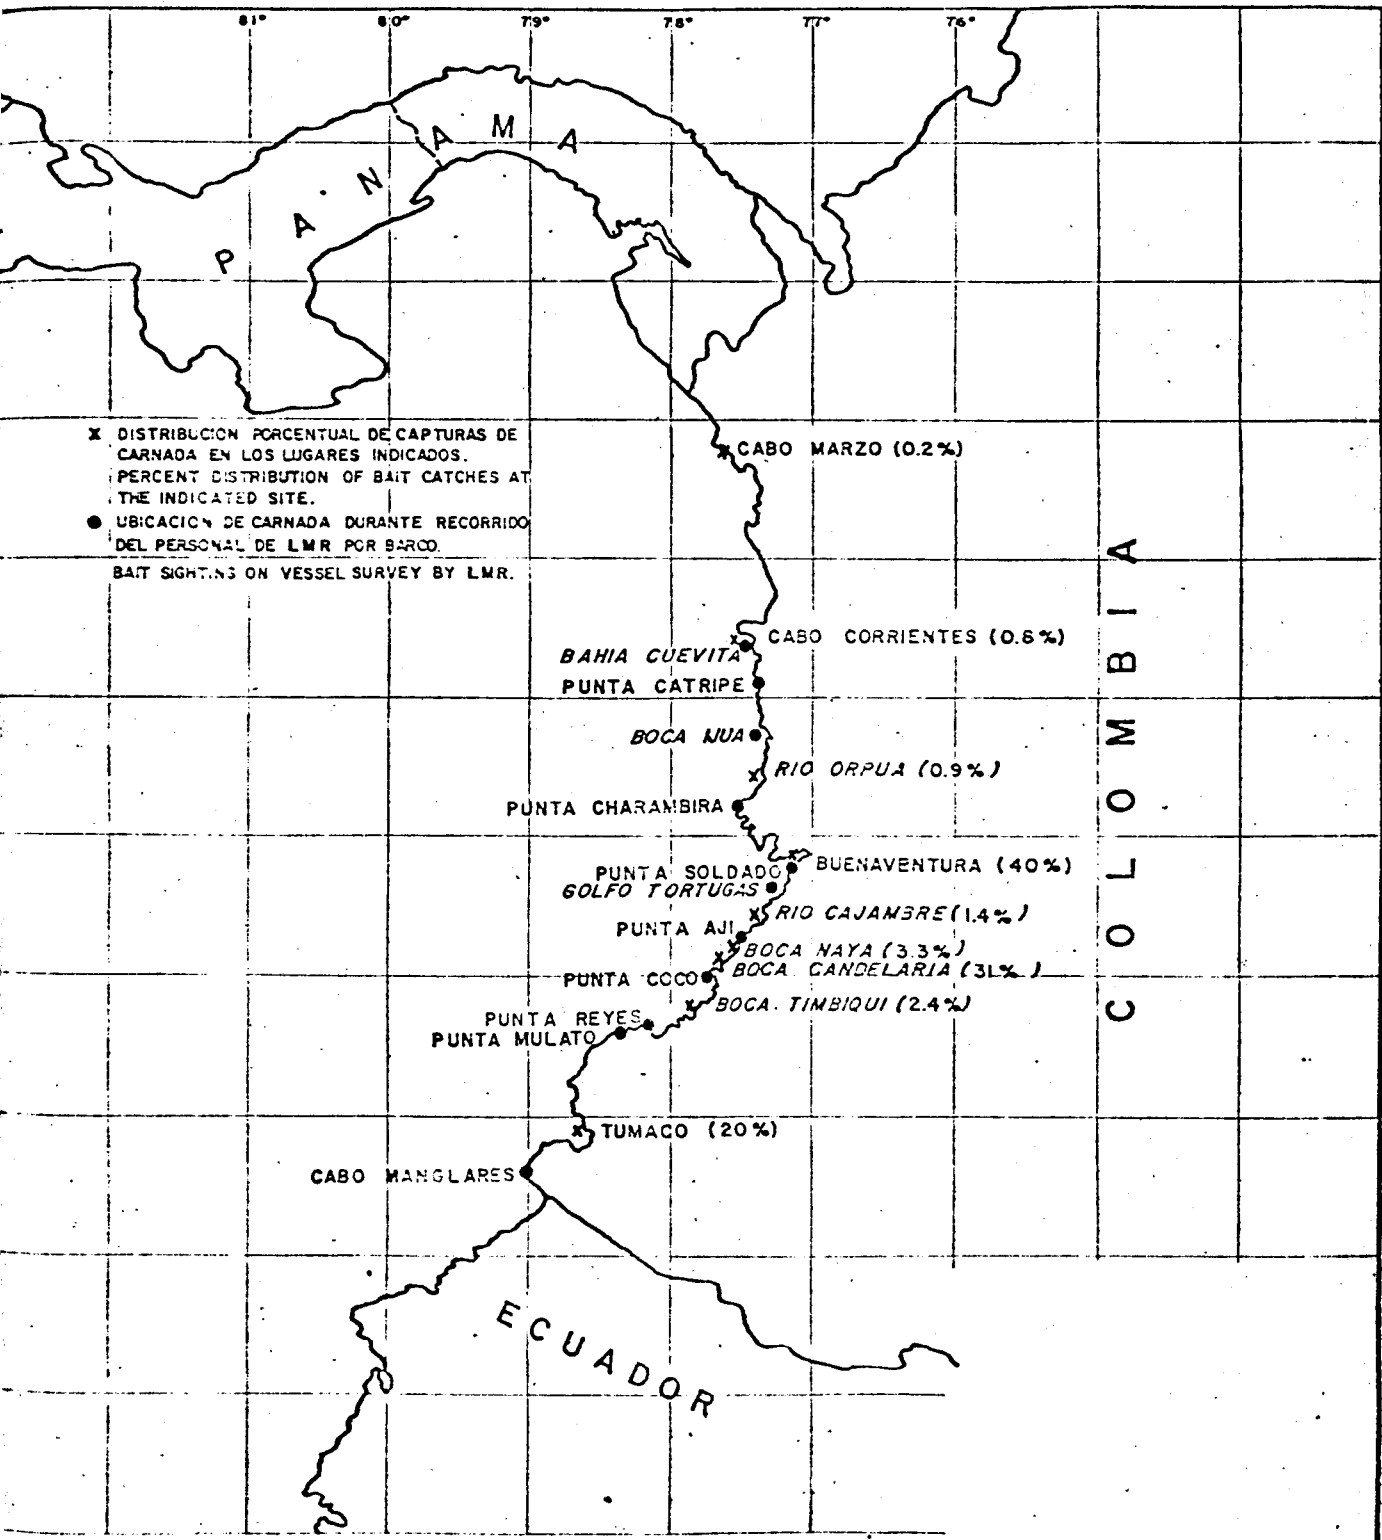 81° 80° 79° 78° 77° 76°
PANAMA
X DISTRIBUCION PORCENTUAL DE CAPTURAS DE
CARNADA EN LOS LUGARES INDICADOS.
PERCENT DISTRIBUTION OF BAIT CATCHES AT
THE INDICATED SITE.
● UBICACION DE CARNADA DURANTE RECORRIDO
DEL PERSONAL DE LMR POR BARCO.
BAIT SIGHTINGS ON VESSEL SURVEY BY LMR.
CABO MARZO (0.2%)
CABO CORRIENTES (0.6%)
BAHIA CUEVITA
PUNTA CATRIPE
BOCA IJUA
RIO ORPUA (0.9%)
PUNTA CHARAMBIRA
BUENAVENTURA (40%)
PUNTA SOLDADO
GOLFO TORTUGAS
RIO CAJAMBRE (1.4%)
PUNTA AJI
BOCA NAYA (3.3%)
BOCA CANDELARIA (31%)
PUNTA COCO
BOCA TIMBIQUI (2.4%)
PUNTA REYES
PUNTA MULATO
TUMACO (20%)
CABO MANGLARES
COLOMBIA
ECUADOR